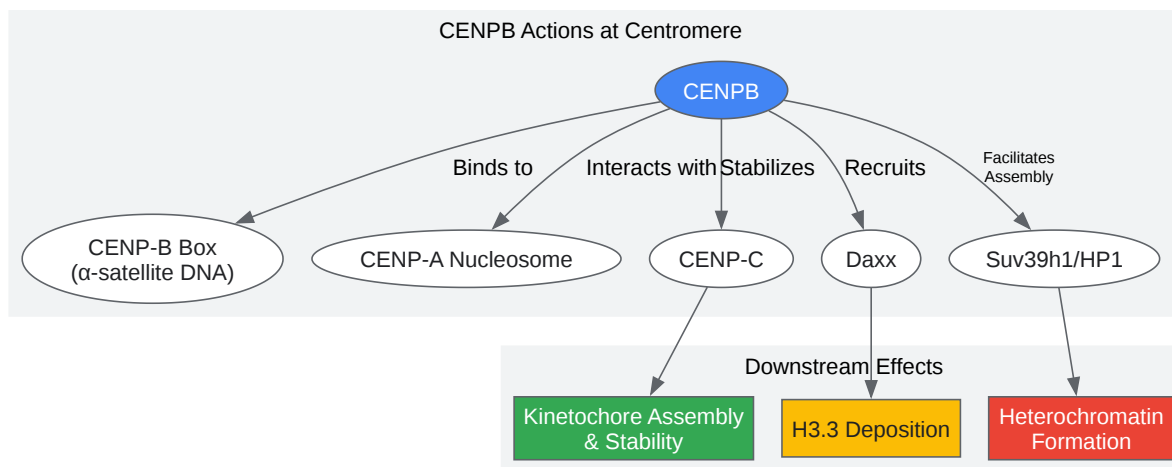 CENPB Actions at Centromere
CENPB
Binds to
Interacts with
Stabilizes
Recruits
Facilitates
Assembly
CENP-B Box
(α-satellite DNA)
CENP-A Nucleosome
CENP-C
Daxx
Suv39h1/HP1
Downstream Effects
Kinetochore Assembly
& Stability
H3.3 Deposition
Heterochromatin
Formation